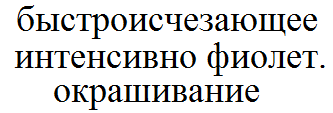 быстроисчезающее
интенсивно фиолет.
окрашивание